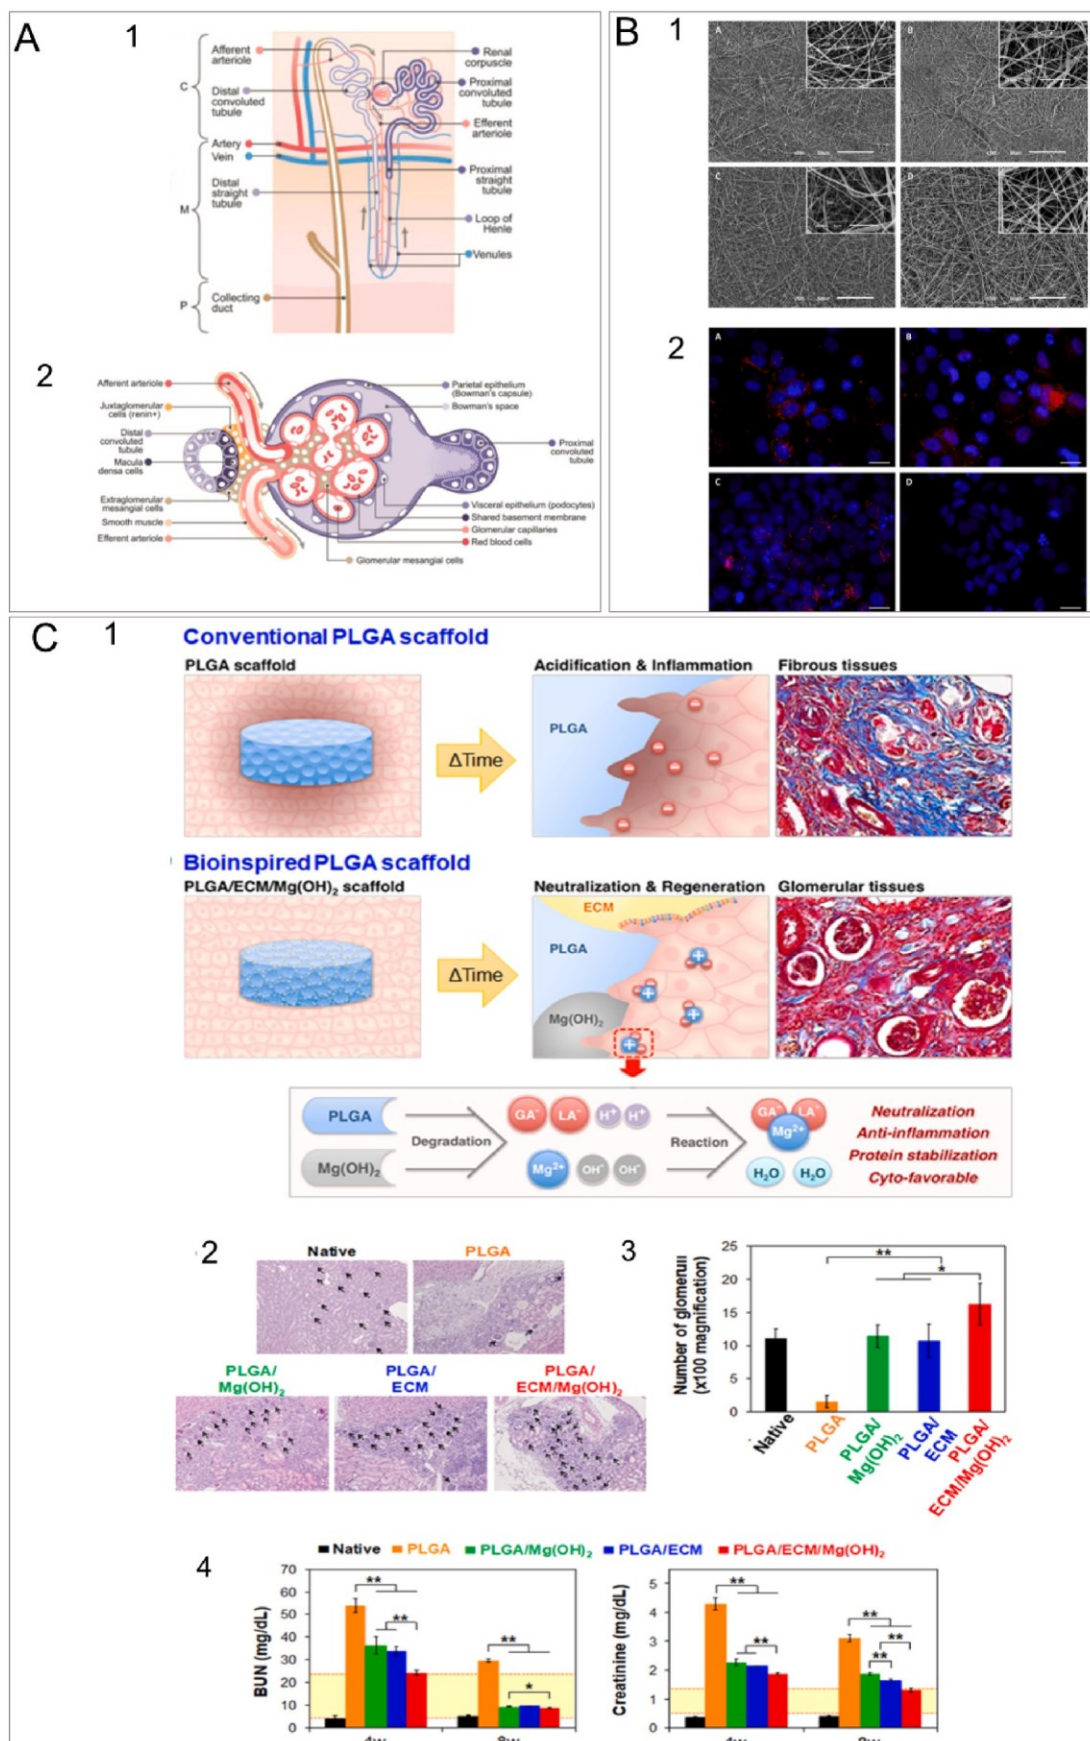 A
1
Afferent
arteriole
Distal
convoluted
tubule
Artery
Vein
Distal
straight
tubule
Collecting
duct
C
M
P
Renal
corpuscle
Proximal
convoluted
tubule
Efferent
arteriole
Proximal
straight
tubule
Loop of
Henle
Venules
2
Afferent arteriole
Juxtaglomerular
cells (renin+)
Distal
convoluted
tubule
Macula
densa cells
Extraglomerular
mesangial cells
Smooth muscle
Efferent arteriole
Parietal epithelium
(Bowman's capsule)
Bowman's space
Proximal
convoluted
tubule
Visceral epithelium (podocytes)
Shared basement membrane
Glomerular capillaries
Red blood cells
Glomerular mesangial cells
B
1
A
B
C
D
2
A
B
C
D
C
1
Conventional PLGA scaffold
PLGA scaffold
Acidification & Inflammation
Fibrous tissues
PLGA
ΔTime
Bioinspired PLGA scaffold
PLGA/ECM/Mg(OH)₂ scaffold
Neutralization & Regeneration
Glomerular tissues
ECM
PLGA
ΔTime
Mg(OH)₂
PLGA
Mg(OH)₂
Degradation
GA⁻ LA⁻ H⁺ H⁺
Mg²⁺ OH⁻ OH⁻
Reaction
GA⁻ LA⁻
Mg²⁺
H₂O H₂O
Neutralization
Anti-inflammation
Protein stabilization
Cyto-favorable
2
Native
PLGA
PLGA/
Mg(OH)₂
PLGA/
ECM
PLGA/
ECM/Mg(OH)₂
3
Number of glomeruli
(x100 magnification)
25
20
15
10
5
0
**
*
Native
PLGA
PLGA/
Mg(OH)₂
PLGA/
ECM
PLGA/
ECM/Mg(OH)₂
4
Native PLGA PLGA/Mg(OH)₂ PLGA/ECM PLGA/ECM/Mg(OH)₂
BUN (mg/dL)
70
60
50
40
30
20
10
0
**
**
**
*
Creatinine (mg/dL)
5
4
3
2
1
0
**
**
**
**
**